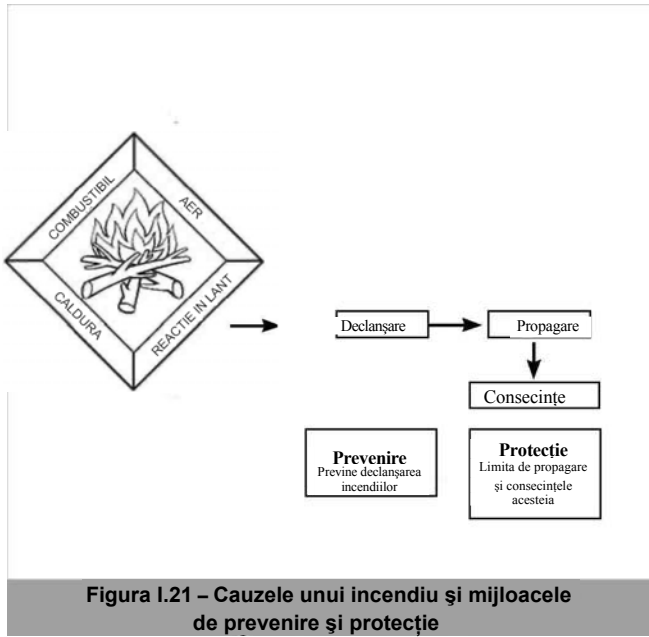 COMBUSTIBIL
AER
CALDURA
REACTIE IN LANT
Declanşare
Propagare
Consecinţe
Prevenire
Previne declanşarea
incendiilor
Protecţie
Limita de propagare
şi consecinţele
acesteia
Figura I.21 – Cauzele unui incendiu şi mijloacele
de prevenire şi protecţie